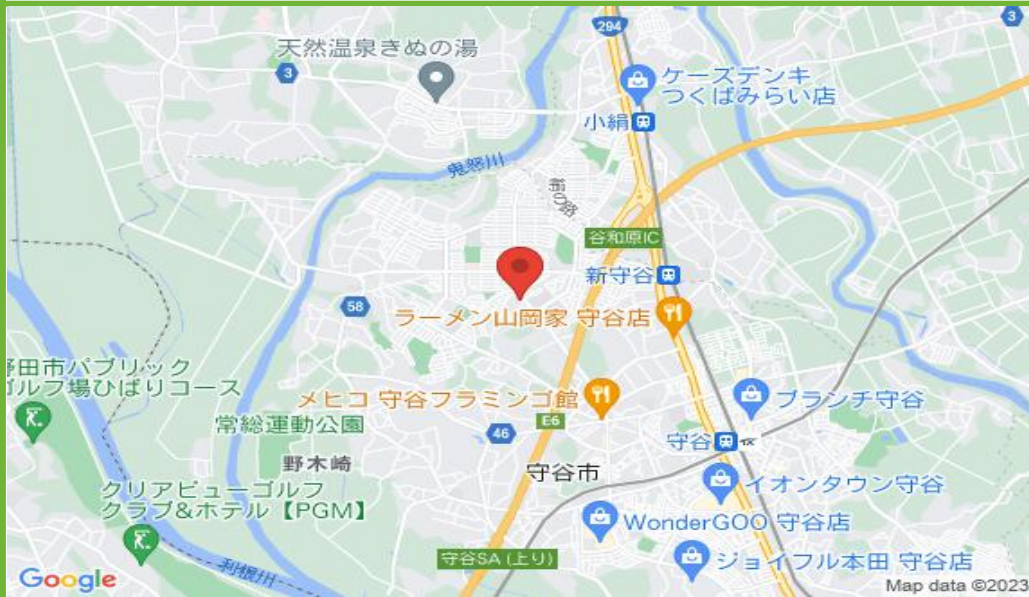 294
3
天然温泉きぬの湯
3
ケーズデンキ
つくばみらい店
小絹
鬼怒川
絹の路
谷和原IC
新守谷
58
ラーメン山岡家 守谷店
野田市パブリック
ゴルフ場ひばりコース
メヒコ 守谷フラミンゴ館
ブランチ守谷
常総運動公園
46
E6
守谷
野木崎
守谷市
クリアビューゴルフ
クラブ&ホテル【PGM】
イオンタウン守谷
WonderGOO 守谷店
守谷SA (上り)
ジョイフル本田 守谷店
利根川
Google
Map data ©2023